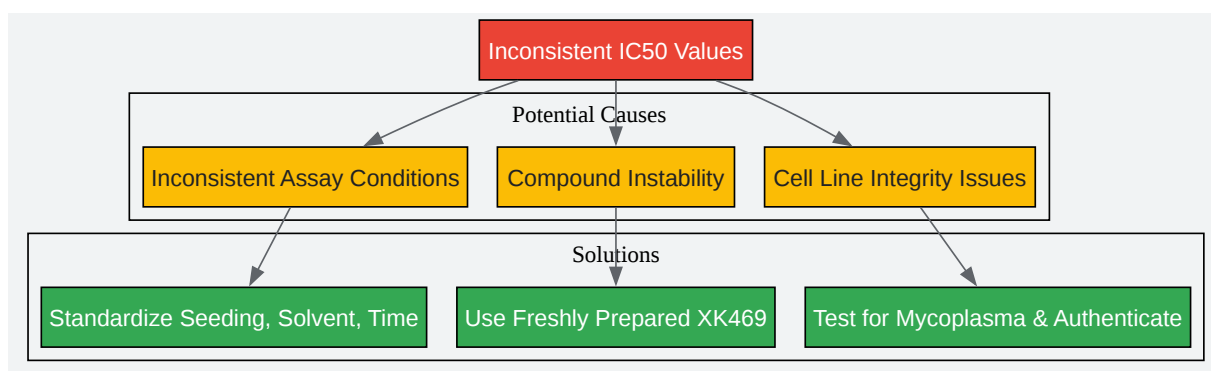 Inconsistent IC50 Values
Potential Causes
Inconsistent Assay Conditions
Compound Instability
Cell Line Integrity Issues
Solutions
Standardize Seeding, Solvent, Time
Use Freshly Prepared XK469
Test for Mycoplasma & Authenticate